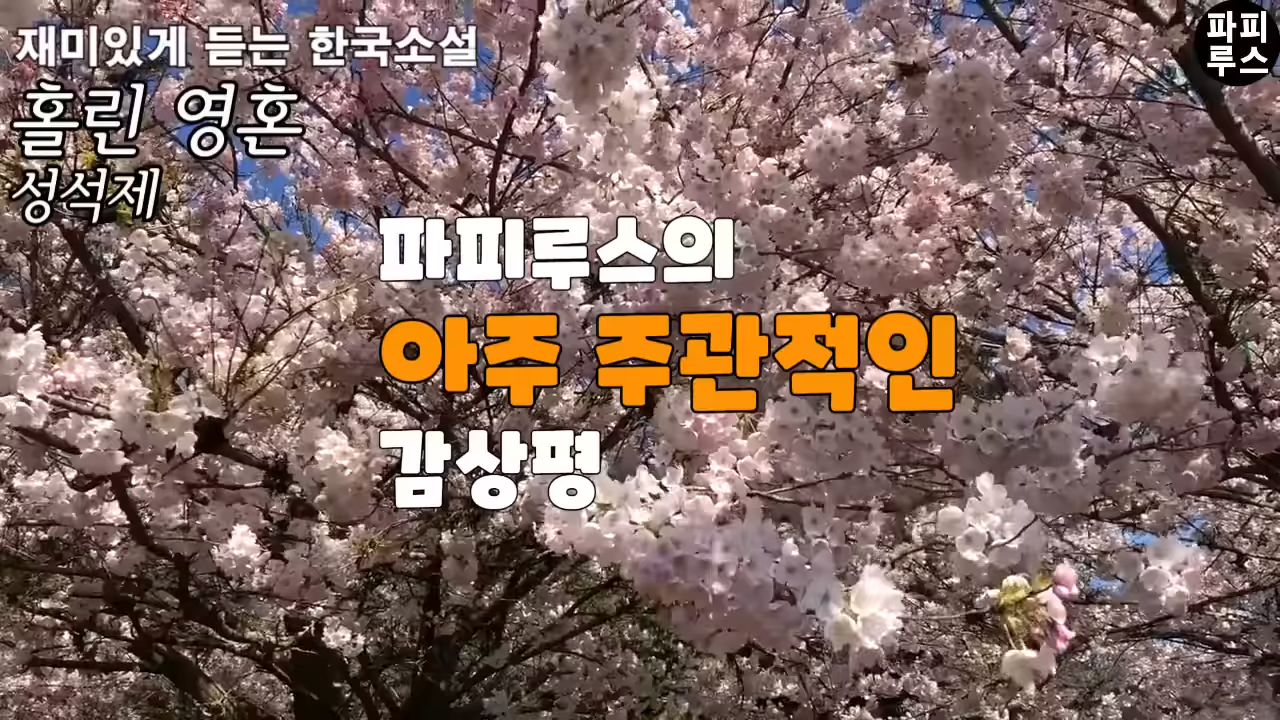 재미있게 듣는 한국소설
홀린 영혼
성석제
파피
루스
파피루스의
아주 주관적인
감상평